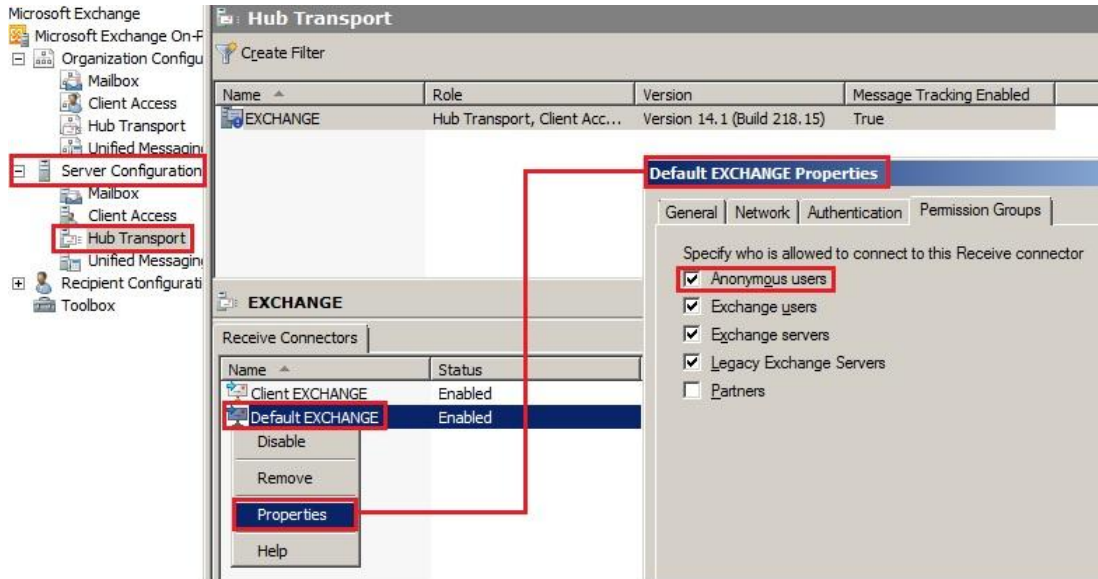 Microsoft Exchange
Microsoft Exchange On-P
Organization Configu
Mailbox
Client Access
Hub Transport
Unified Messagin
Server Configuration
Mailbox
Client Access
Hub Transport
Unified Messagin
Recipient Configurati
Toolbox
Hub Transport
Create Filter
Name Role Version Message Tracking Enabled
EXCHANGE Hub Transport, Client Acc... Version 14.1 (Build 218.15) True
EXCHANGE
Receive Connectors
Name Status
Client EXCHANGE Enabled
Default EXCHANGE Enabled
Disable
Remove
Properties
Help
Default EXCHANGE Properties
General Network Authentication Permission Groups
Specify who is allowed to connect to this Receive connector
Anonymous users
Exchange users
Exchange servers
Legacy Exchange Servers
Partners